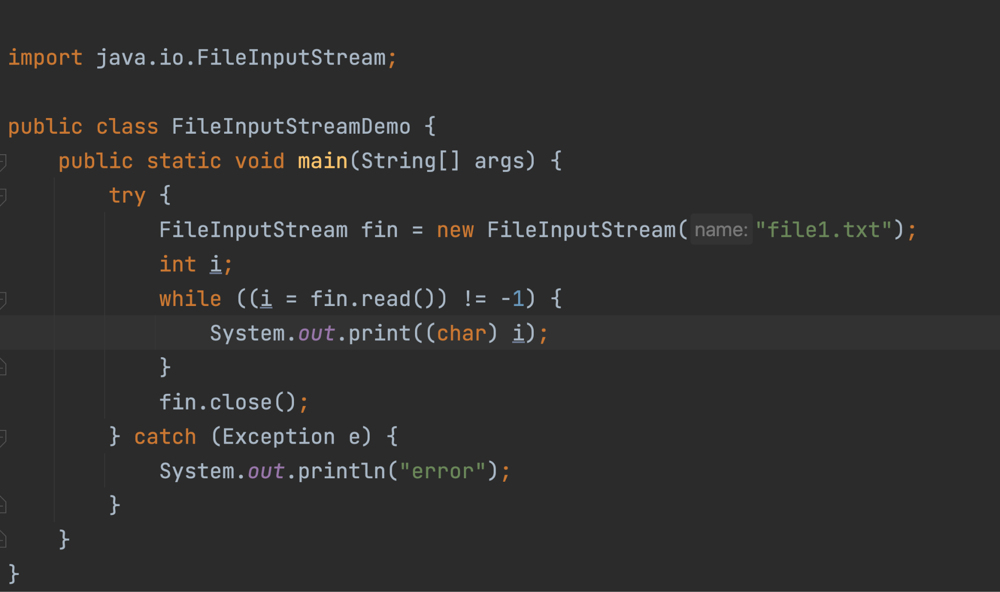 import java.io.FileInputStream;
public class FileInputStreamDemo {
public static void main(String[] args) {
try {
FileInputStream fin = new FileInputStream( name: "file1.txt");
int i;
while ((i = fin.read()) != -1) {
System.out.print((char) i);
}
fin.close();
} catch (Exception e) {
System.out.println("error");
}
}
}